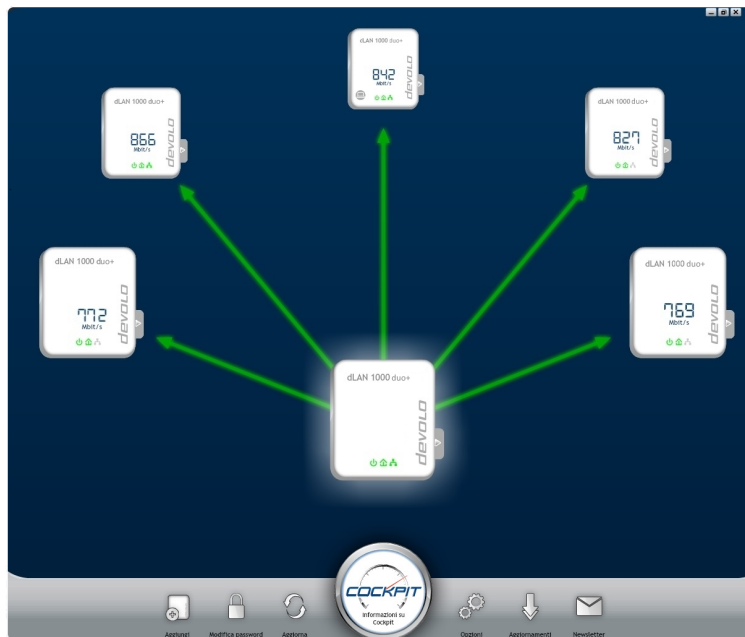 dLAN 1000 duo+
842
Mbit/s
devolo
dLAN 1000 duo+
866
Mbit/s
devolo
dLAN 1000 duo+
827
Mbit/s
devolo
dLAN 1000 duo+
772
Mbit/s
devolo
dLAN 1000 duo+
769
Mbit/s
devolo
dLAN 1000 duo+
devolo
COCKPIT
Informazioni su
Cockpit
Aggiungi
Modifica password
Aggiorna
Opzioni
Aggiornamenti
Newsletter